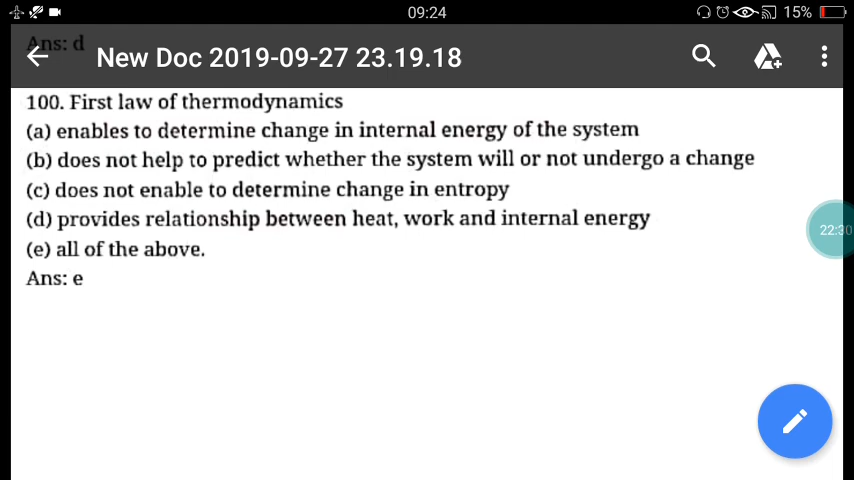 09:24
15%
Ans: d
New Doc 2019-09-27 23.19.18
100. First law of thermodynamics
(a) enables to determine change in internal energy of the system
(b) does not help to predict whether the system will or not undergo a change
(c) does not enable to determine change in entropy
(d) provides relationship between heat, work and internal energy
(e) all of the above.
Ans: e
22:30